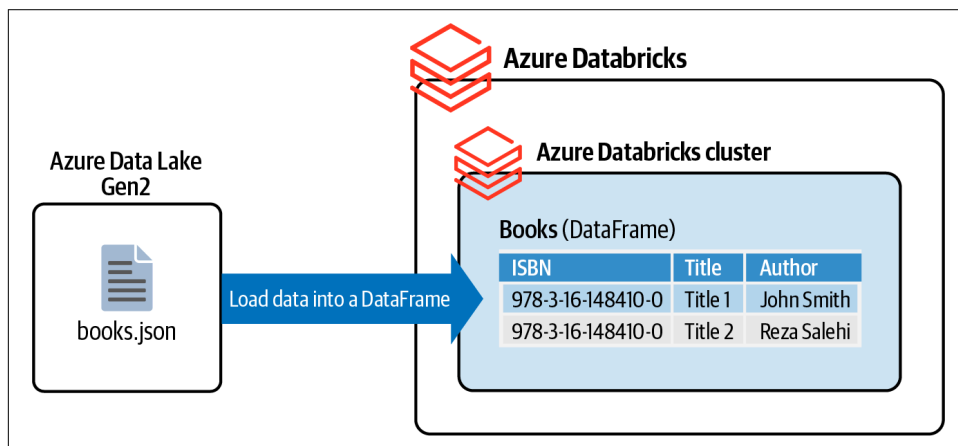 Azure Databricks
Azure Databricks cluster
Azure Data Lake
Gen2
books.json
Load data into a DataFrame
Books (DataFrame)
ISBN Title Author
978-3-16-148410-0 Title 1 John Smith
978-3-16-148410-0 Title 2 Reza Salehi